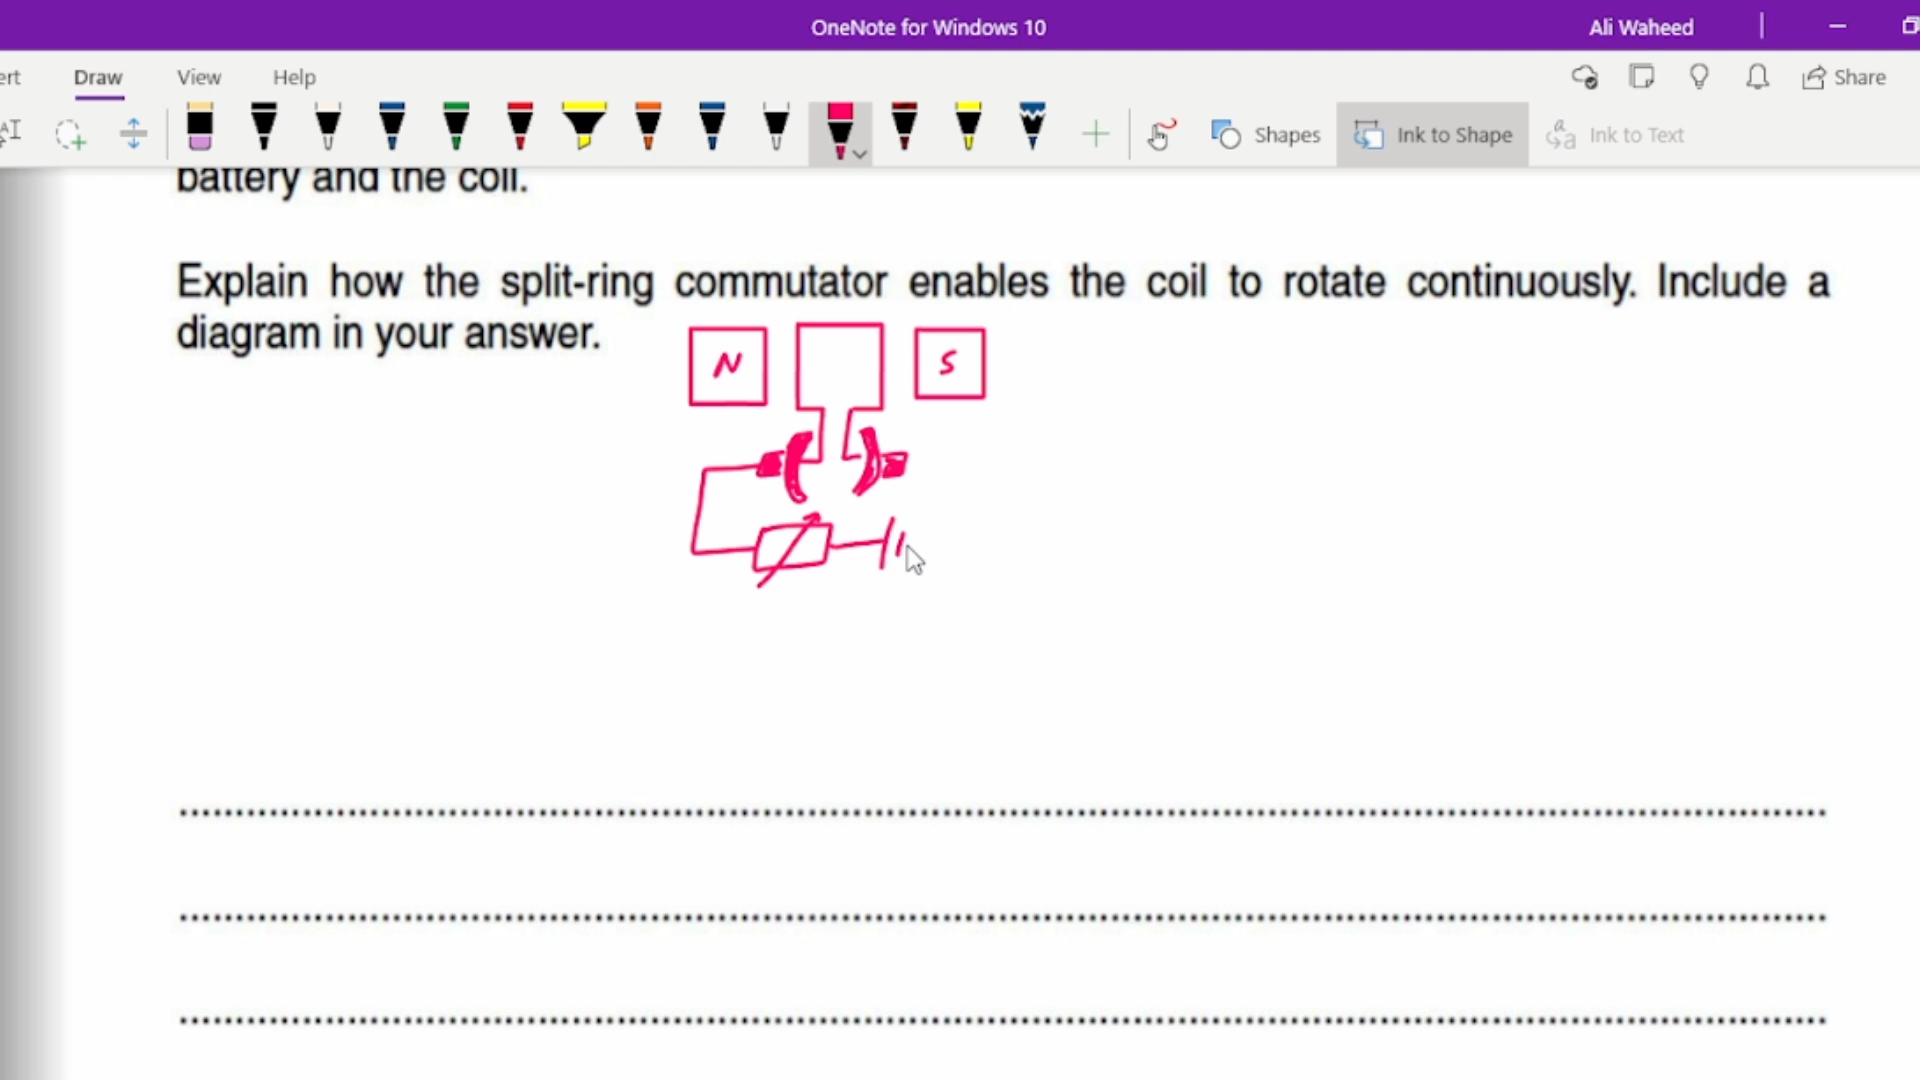 OneNote for Windows 10
Ali Waheed
ert Draw View Help
Share
Shapes
Ink to Shape
Ink to Text
battery and the coil.
Explain how the split-ring commutator enables the coil to rotate continuously. Include a
diagram in your answer.
N
S